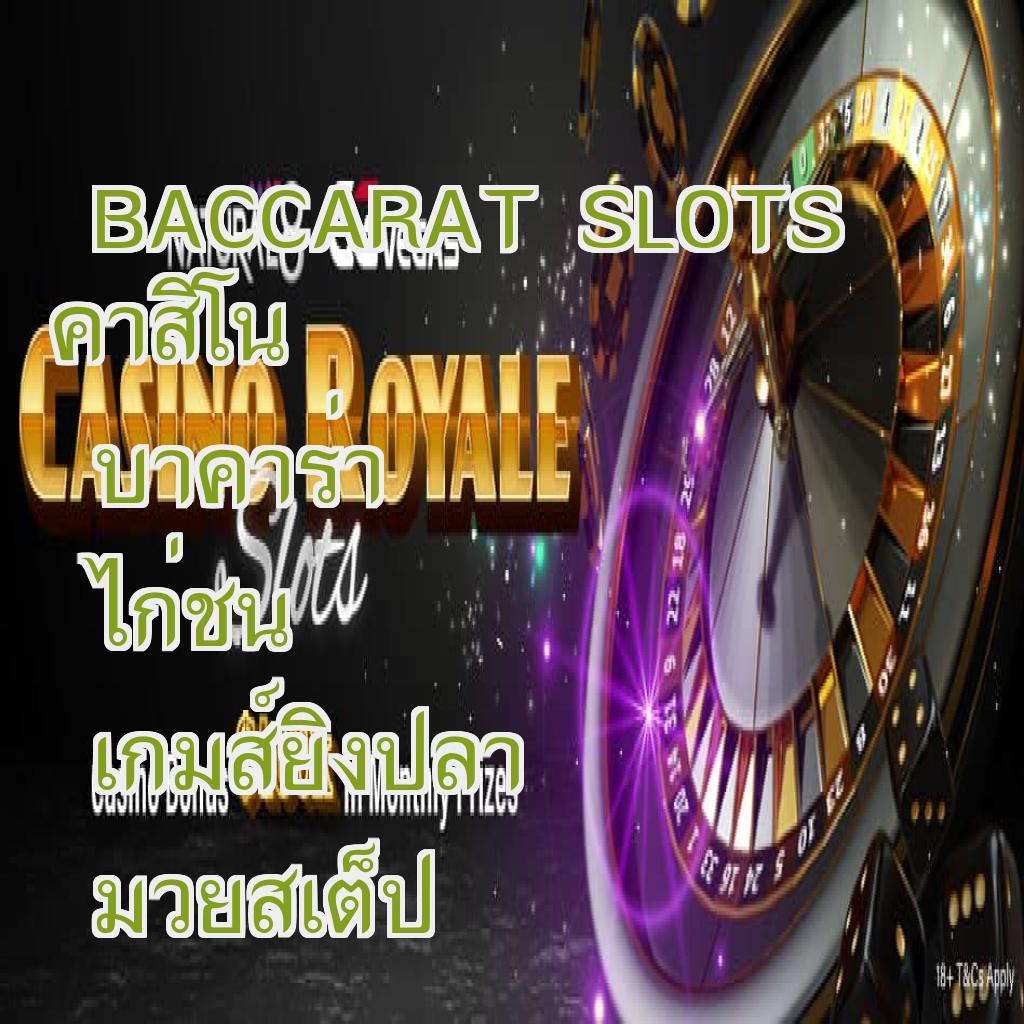 BACCARAT SLOTS
NATURAL8 VEGAS
คาสิโน
CASINO ROYALE
บาคาร่า
Slots
ไก่ชน
เกมส์ยิงปลา
Casino Bonus in Monthly Prizes
มวยสเต็ป
18+ T&Cs Apply